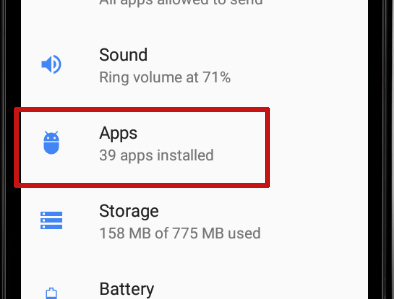 All apps allowed to send
Sound
Ring volume at 71%
Apps
39 apps installed
Storage
158 MB of 775 MB used
Battery